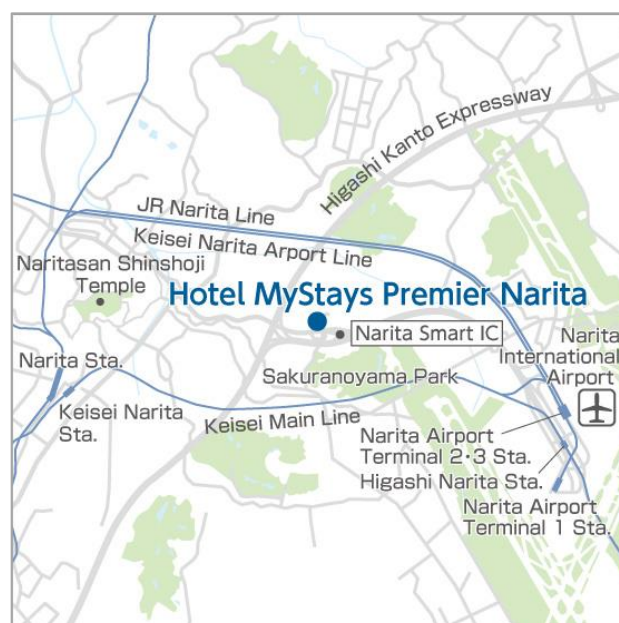 Higashi Kanto Expressway
JR Narita Line
Keisei Narita Arport Line
Naritasan Shinshoji
Temple
Hotel MyStays Premier Narita
Narita Smart IC
Narita
International
Airport
Narita Sta.
Sakuranoyama Park
Keisei Narita
Sta.
Keisei Main Line
Narita Airport
Terminal 2･3 Sta.
Higashi Narita Sta.
Narita Airport
Terminal 1 Sta.